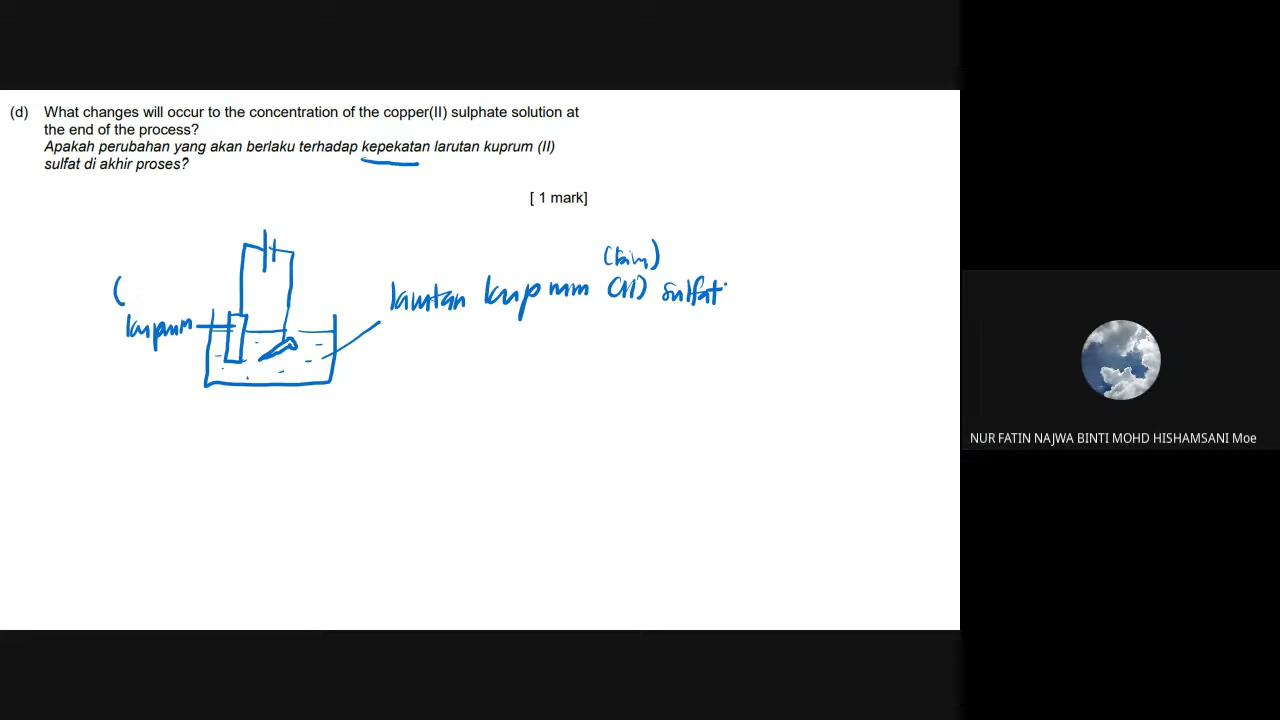 (d) What changes will occur to the concentration of the copper(II) sulphate solution at
the end of the process?
Apakah perubahan yang akan berlaku terhadap kepekatan larutan kuprum (II)
sulfat di akhir proses?
[ 1 mark]
(biru)
larutan kuprum (II) sulfat
(
kuprum
NUR FATIN NAJWA BINTI MOHD HISHAMSANI Moe